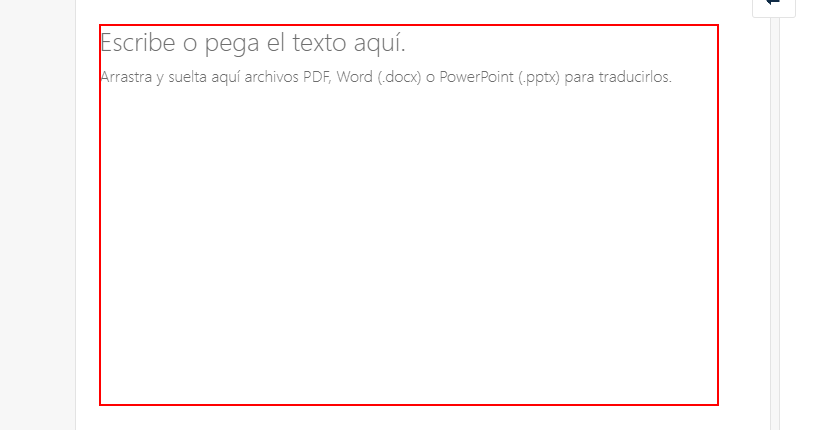 Escribe o pega el texto aquí.
Arrastra y suelta aquí archivos PDF, Word (.docx) o PowerPoint (.pptx) para traducirlos.